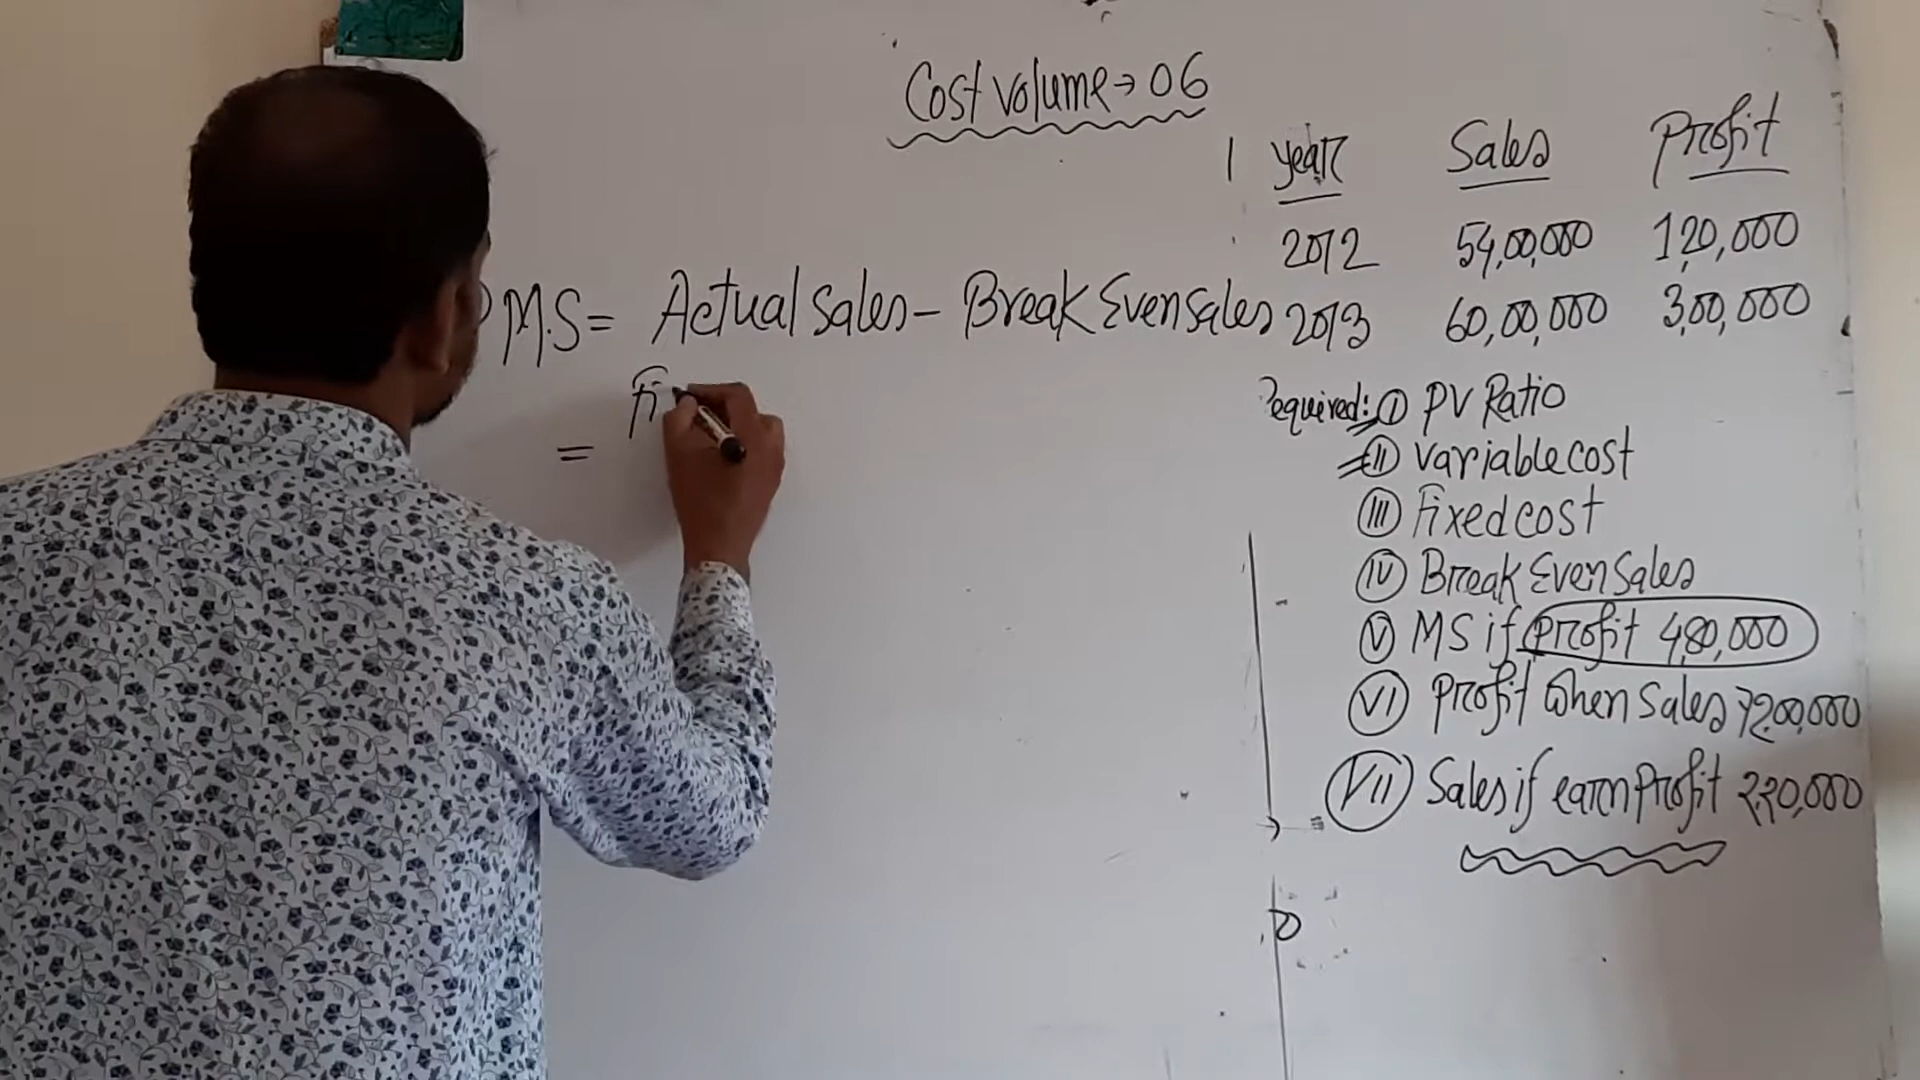 Cost volume → 06
year Sales Profit
2012 54,00,000 1,20,000
2013 60,00,000 3,00,000
M.S = Actual sales - Break Even sales
= Fi
Required: (I) PV Ratio
(II) variable cost
(III) Fixed cost
(IV) Break Even Sales
(V) MS if Profit 4,80,000
(VI) Profit when Sales 7200,000
(VII) Sales if earn Profit 2,20,000